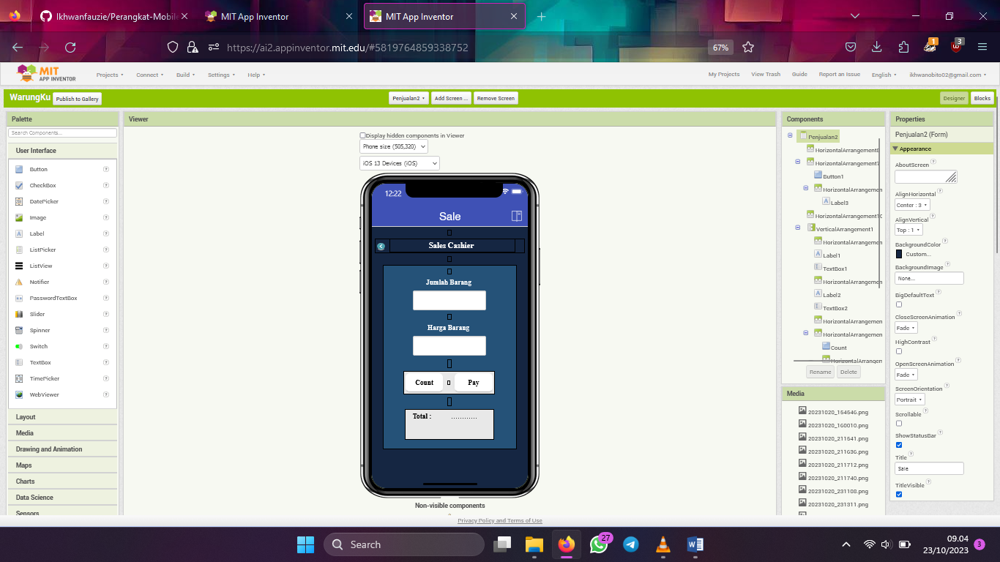 Ikhwanfauzie/Perangkat-Mobile
MIT App Inventor
MIT App Inventor
https://ai2.appinventor.mit.edu/#5819764859338752
67%
1
3
MIT
APP INVENTOR
Projects
Connect
Build
Settings
Help
My Projects
View Trash
Guide
Report an Issue
English
ikhwanobito02@gmail.com
WarungKu
Publish to Gallery
Penjualan2
Add Screen ...
Remove Screen
Designer
Blocks
Palette
Search Components...
User Interface
Button
CheckBox
DatePicker
Image
Label
ListPicker
ListView
Notifier
PasswordTextBox
Slider
Spinner
Switch
TextBox
TimePicker
WebViewer
Layout
Media
Drawing and Animation
Maps
Charts
Data Science
Sensors
Viewer
Display hidden components in Viewer
Phone size (505,320)
iOS 13 Devices (iOS)
12:22
Sale
Sales Cashier
Jumlah Barang
Harga Barang
Count
Pay
Total :
............
Non-visible components
Components
Penjualan2
HorizontalArrangement
HorizontalArrangement7
Button1
HorizontalArrangemen
Label3
HorizontalArrangement10
VerticalArrangement1
HorizontalArrangemen
Label1
TextBox1
HorizontalArrangemen
Label2
TextBox2
HorizontalArrangemen
HorizontalArrangemen
Count
HorizontalArrangem
Rename
Delete
Media
20231020_154646.png
20231020_160010.png
20231020_211641.png
20231020_211636.png
20231020_211712.png
20231020_211740.png
20231020_231108.png
20231020_231311.png
Properties
Penjualan2 (Form)
Appearance
AboutScreen
AlignHorizontal
Center : 3
AlignVertical
Top : 1
BackgroundColor
Custom...
BackgroundImage
None...
BigDefaultText
CloseScreenAnimation
Fade
HighContrast
OpenScreenAnimation
Fade
ScreenOrientation
Portrait
Scrollable
ShowStatusBar
Title
Sale
TitleVisible
Privacy Policy and Terms of Use
Search
27
09.04
23/10/2023
3